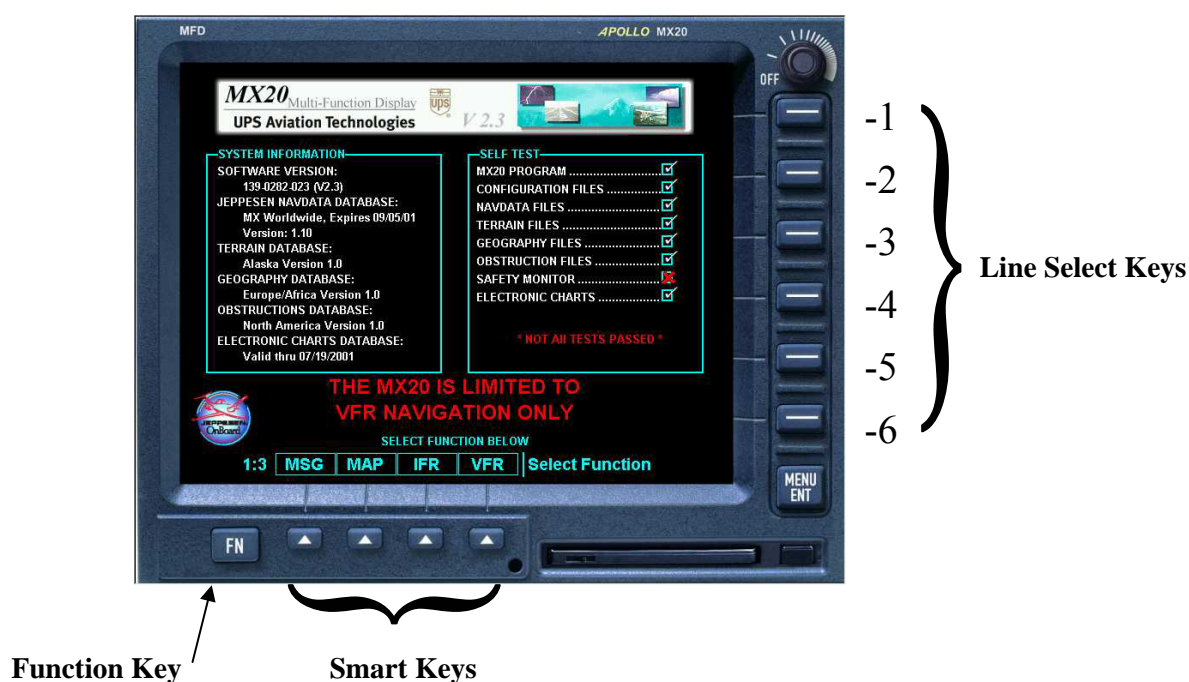 MFD
APOLLO MX20
OFF
MX20 Multi-Function Display
ups
UPS Aviation Technologies
V 2.3
SYSTEM INFORMATION
SOFTWARE VERSION:
139-0282-023 (V2.3)
JEPPESEN NAVDATA DATABASE:
MX Worldwide, Expires 09/05/01
Version: 1.10
TERRAIN DATABASE:
Alaska Version 1.0
GEOGRAPHY DATABASE:
Europe/Africa Version 1.0
OBSTRUCTIONS DATABASE:
North America Version 1.0
ELECTRONIC CHARTS DATABASE:
Valid thru 07/19/2001
SELF TEST
MX20 PROGRAM
CONFIGURATION FILES
NAVDATA FILES
TERRAIN FILES
GEOGRAPHY FILES
OBSTRUCTION FILES
SAFETY MONITOR
ELECTRONIC CHARTS
* NOT All TESTS PASSED *
THE MX20 IS LIMITED TO
VFR NAVIGATION ONLY
JEPPESEN
OnBoard
SELECT FUNCTION BELOW
1:3 MSG MAP IFR VFR Select Function
MENU
ENT
FN
-1
-2
-3
-4
-5
-6
Line Select Keys
Function Key
Smart Keys